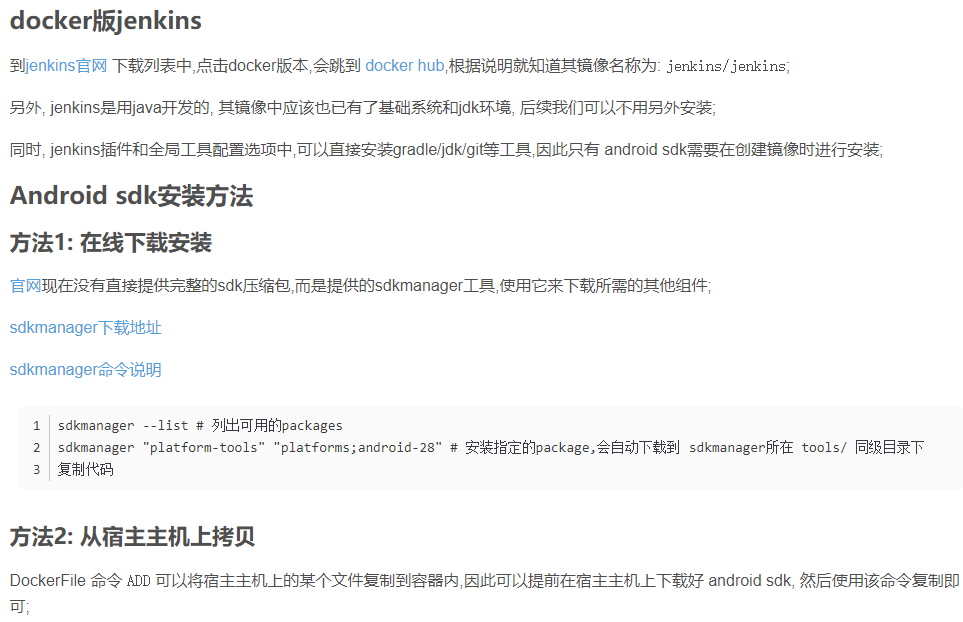 docker版jenkins
到jenkins官网 下载列表中,点击docker版本,会跳到 docker hub,根据说明就知道其镜像名称为: jenkins/jenkins;
另外, jenkins是用java开发的, 其镜像中应该也已有了基础系统和jdk环境, 后续我们可以不用另外安装;
同时, jenkins插件和全局工具配置选项中,可以直接安装gradle/jdk/git等工具,因此只有 android sdk需要在创建镜像时进行安装;
Android sdk安装方法
方法1: 在线下载安装
官网现在没有直接提供完整的sdk压缩包,而是提供的sdkmanager工具,使用它来下载所需的其他组件;
sdkmanager下载地址
sdkmanager命令说明
1 sdkmanager --list # 列出可用的packages
2 sdkmanager "platform-tools" "platforms;android-28" # 安装指定的package,会自动下载到 sdkmanager所在 tools/ 同级目录下
3 复制代码
方法2: 从宿主主机上拷贝
DockerFile 命令 ADD 可以将宿主主机上的某个文件复制到容器内,因此可以提前在宿主主机上下载好 android sdk, 然后使用该命令复制即
可;